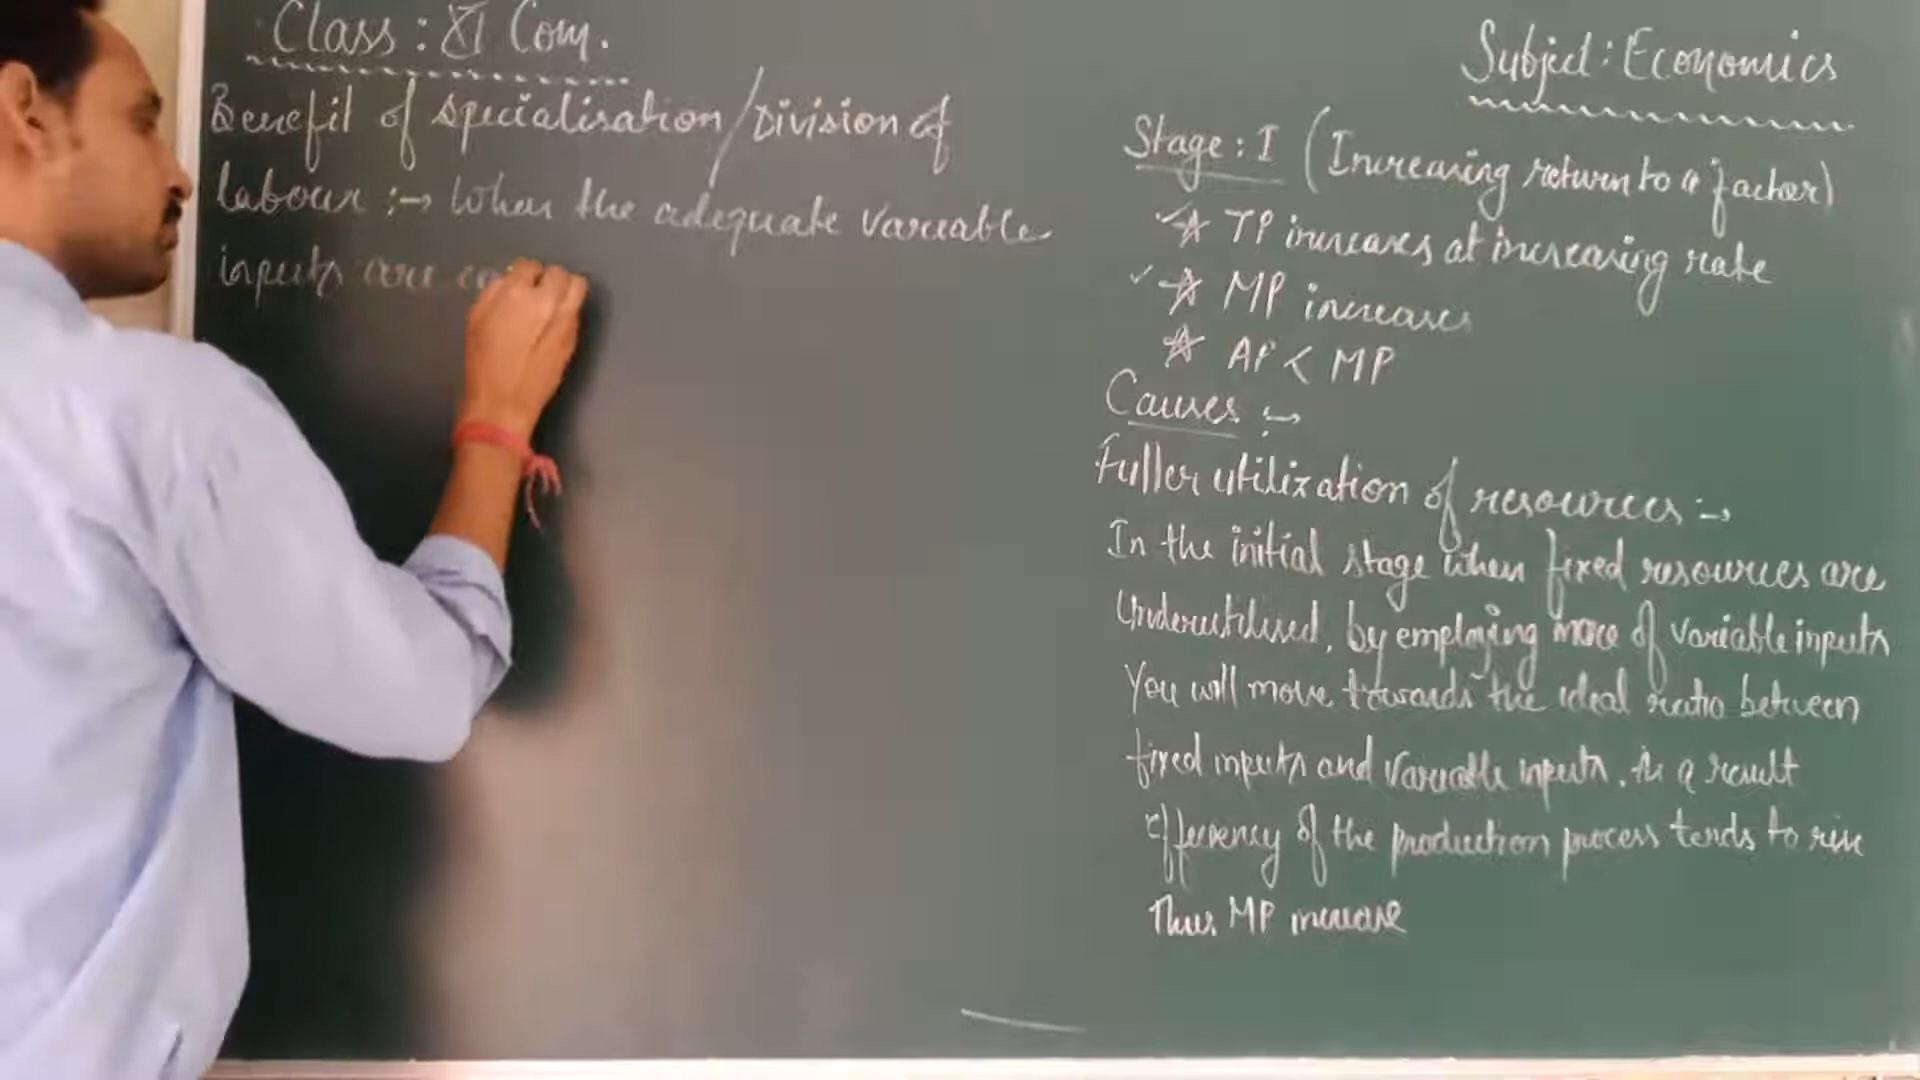 Class : XI Com.
Subject : Economics
Benefit of specialisation/Division of
labour :→ When the adequate variable
inputs are
Stage : I (Increasing return to a factor)
☆ TP increases at increasing rate
☆ MP increases
☆ AP < MP
Causes :→
Fuller utilization of resources :→
In the initial stage when fixed resources are
Underutilised, by employing more of variable inputs
You will move towards the ideal ratio between
fixed inputs and variable inputs. As a result
efficiency of the production process tends to rise
Thus MP increase